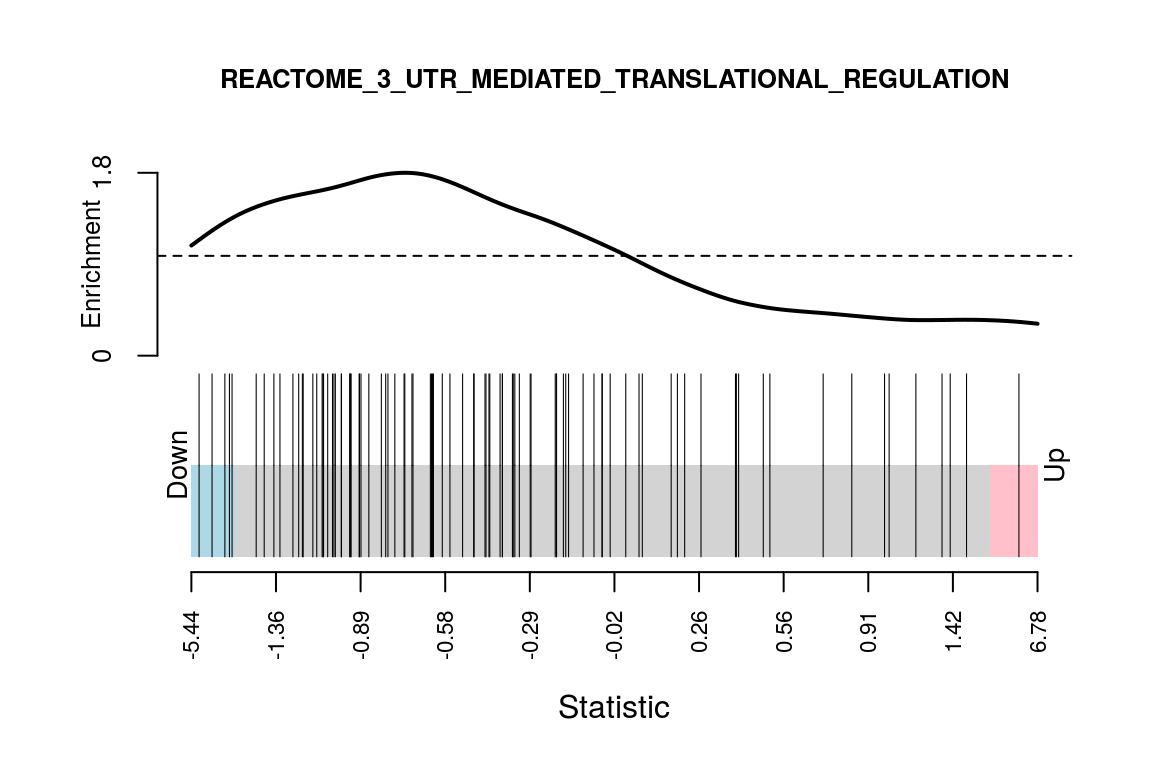 REACTOME_3_UTR_MEDIATED_TRANSLATIONAL_REGULATION
1.8
Enrichment
0
Down
Up
-5.44 -1.36 -0.89 -0.58 -0.29 -0.02 0.26 0.56 0.91 1.42 6.78
Statistic